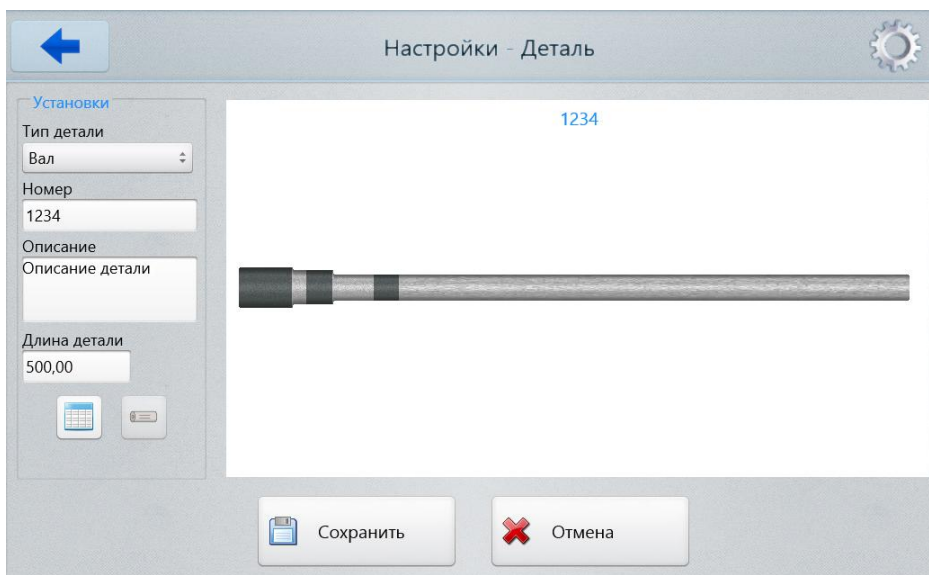 Настройки - Деталь
Установки
Тип детали
Вал
Номер
1234
Описание
Описание детали
Длина детали
500,00
1234
Сохранить
Отмена